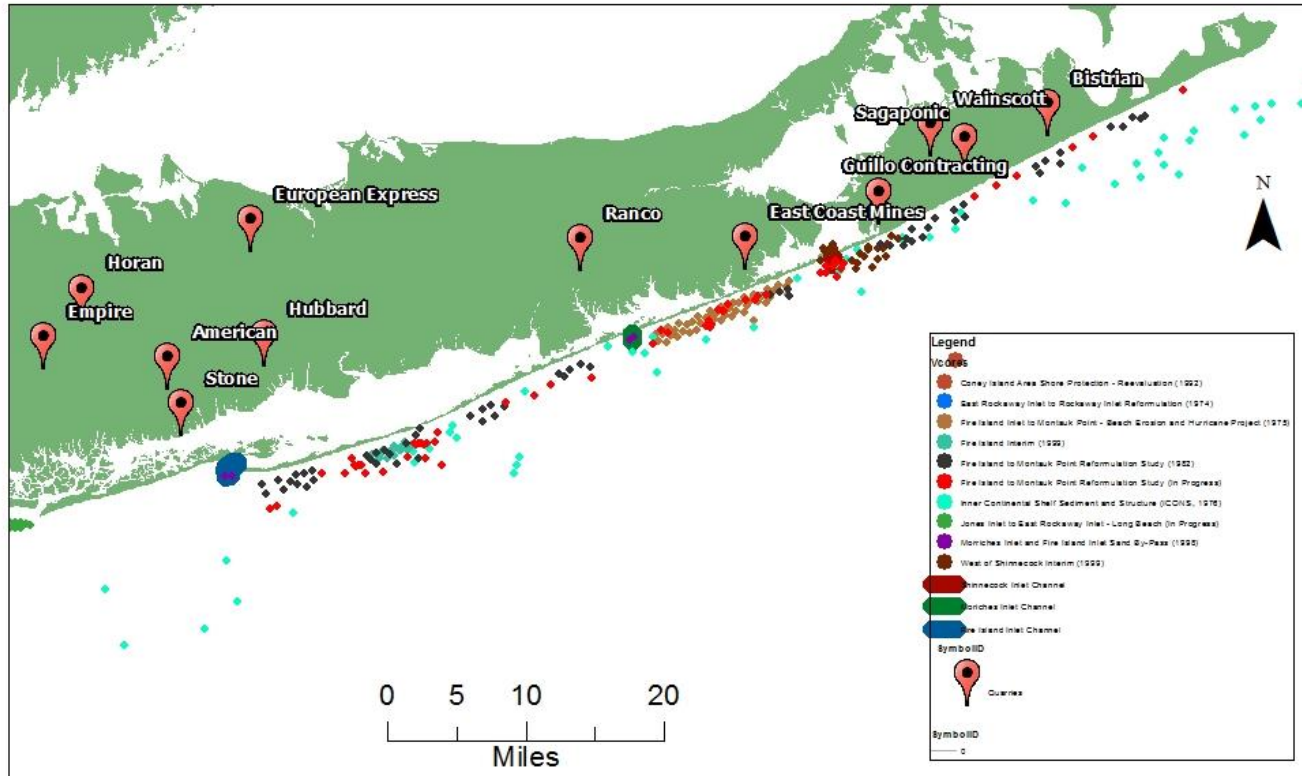 Bistrian
Wainscott
Sagaponic
Guillo Contracting
European Express
Ranco
East Coast Mines
Horan
Empire
Hubbard
American
Stone
N
Legend
Vcores
Coney Island Area Shore Protection - Reevaluation (1992)
East Rockaway Inlet to Rockaway Inlet Reformulation (1974)
Fire Island Inlet to Montauk Point - Beach Erosion and Hurricane Project (1975)
Fire Island Interim (1999)
Fire Island to Montauk Point Reformulation Study (1982)
Fire Island to Montauk Point Reformulation Study (In Progress)
Inner Continental Shelf Sediment and Structure (ICONS, 1976)
Jones Inlet to East Rockaway Inlet - Long Beach (In Progress)
Morriches Inlet and Fire Island Inlet Sand By-Pass
West of Shinnecock Interim (1999)
Shinnecock Inlet Channel
Moriches Inlet Channel
Fire Island Inlet Channel
SymbolID
Quarries
SymbolID
0
0 5 10 20
Miles